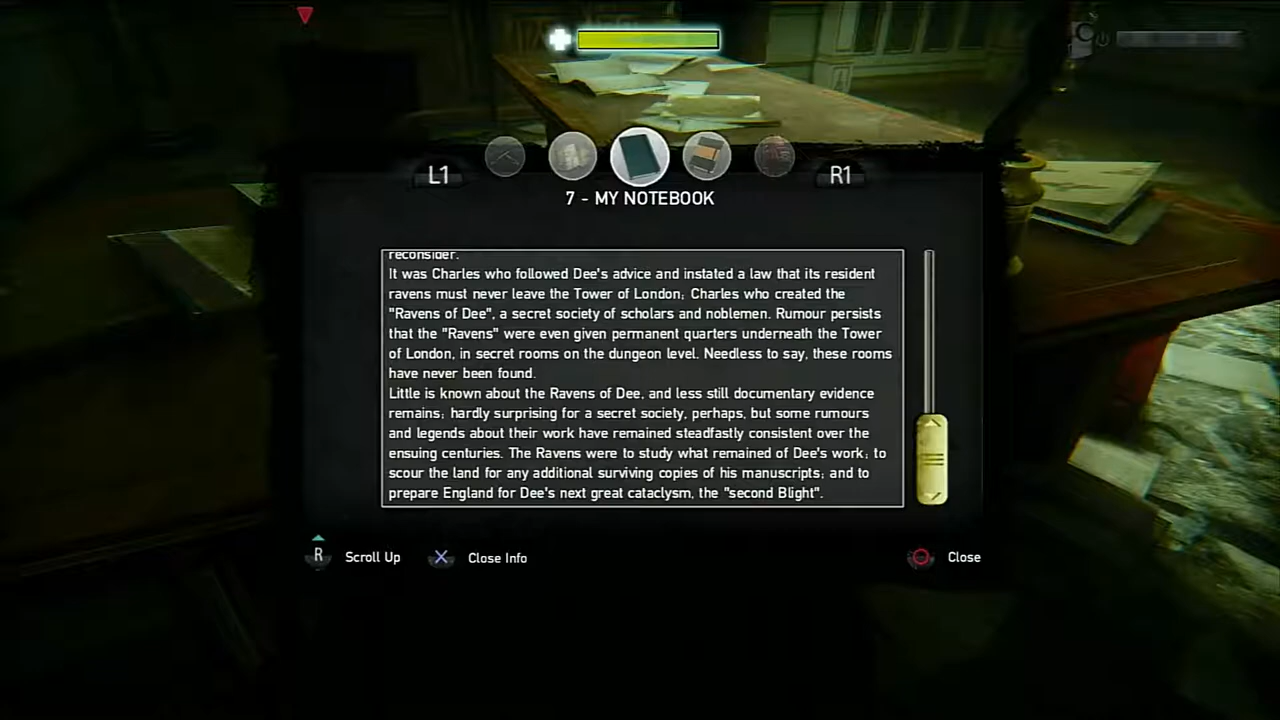 L1
R1
7 - MY NOTEBOOK
reconsider.
It was Charles who followed Dee's advice and instated a law that its resident
ravens must never leave the Tower of London; Charles who created the
"Ravens of Dee", a secret society of scholars and noblemen. Rumour persists
that the "Ravens" were even given permanent quarters underneath the Tower
of London, in secret rooms on the dungeon level. Needless to say, these rooms
have never been found.
Little is known about the Ravens of Dee, and less still documentary evidence
remains; hardly surprising for a secret society, perhaps, but some rumours
and legends about their work have remained steadfastly consistent over the
ensuing centuries. The Ravens were to study what remained of Dee's work; to
scour the land for any additional surviving copies of his manuscripts; and to
prepare England for Dee's next great cataclysm, the "second Blight".
R Scroll Up Close Info Close